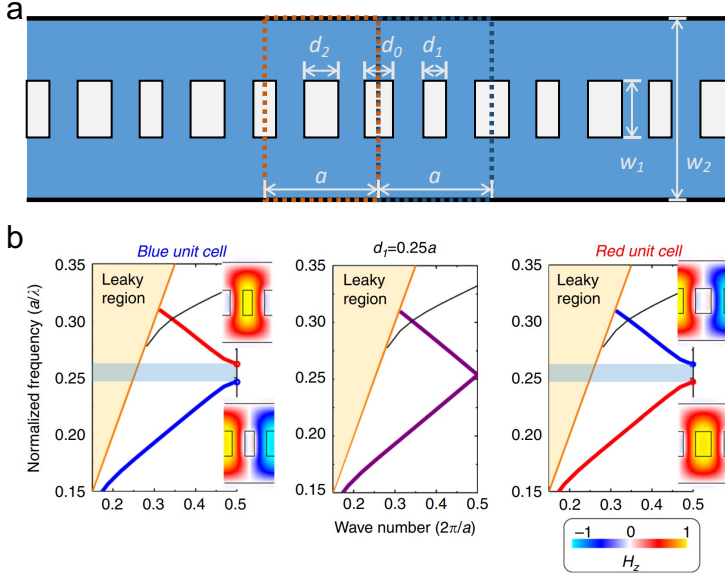 a
d₂ d₀ d₁
w₁ w₂
a a
b
Blue unit cell d₁=0.25a Red unit cell
0.35 0.35 0.35
Leaky region Leaky region Leaky region
0.30 0.30 0.30
0.25 0.25 0.25
0.20 0.20 0.20
0.15 0.15 0.15
0.2 0.3 0.4 0.5 0.2 0.3 0.4 0.5 0.2 0.3 0.4 0.5
Normalized frequency (a/λ)
Wave number (2π/a)
−1 0 1
H_z